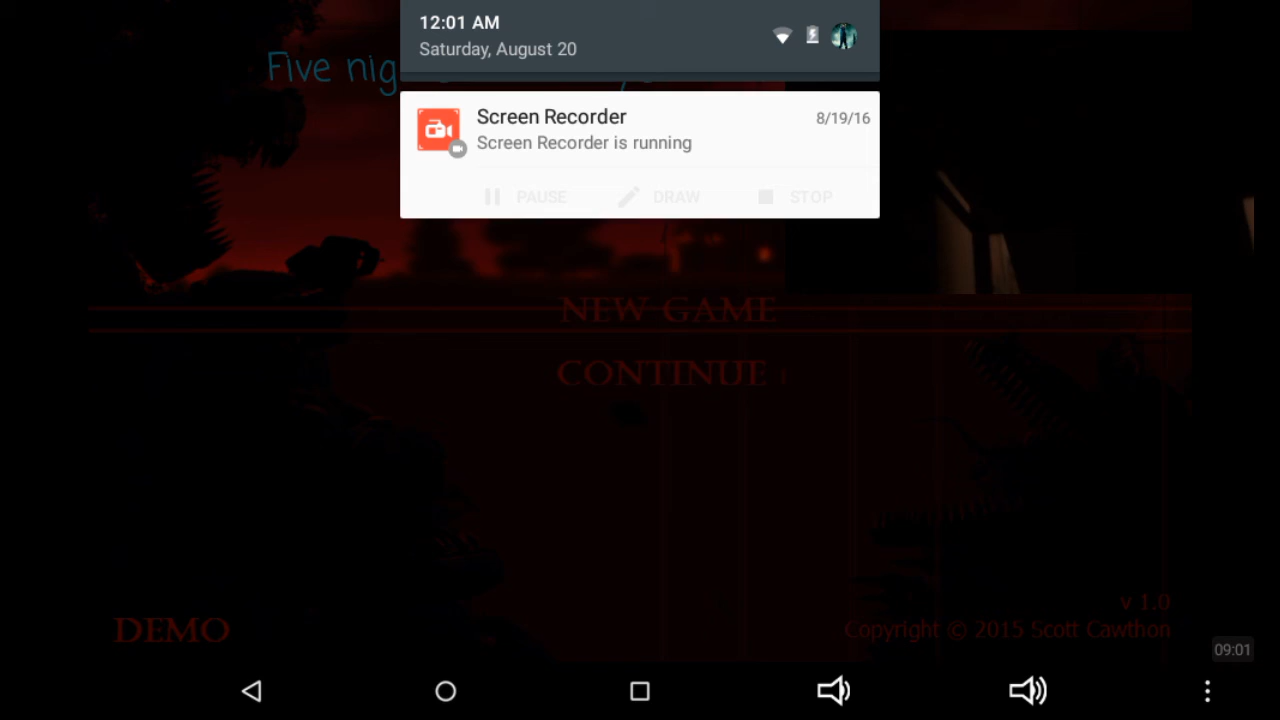 12:01 AM
Saturday, August 20
Five nig
Screen Recorder
8/19/16
Screen Recorder is running
PAUSE
DRAW
STOP
NEW GAME
CONTINUE
DEMO
v 1.0
Copyright © 2015 Scott Cawthon
09:01